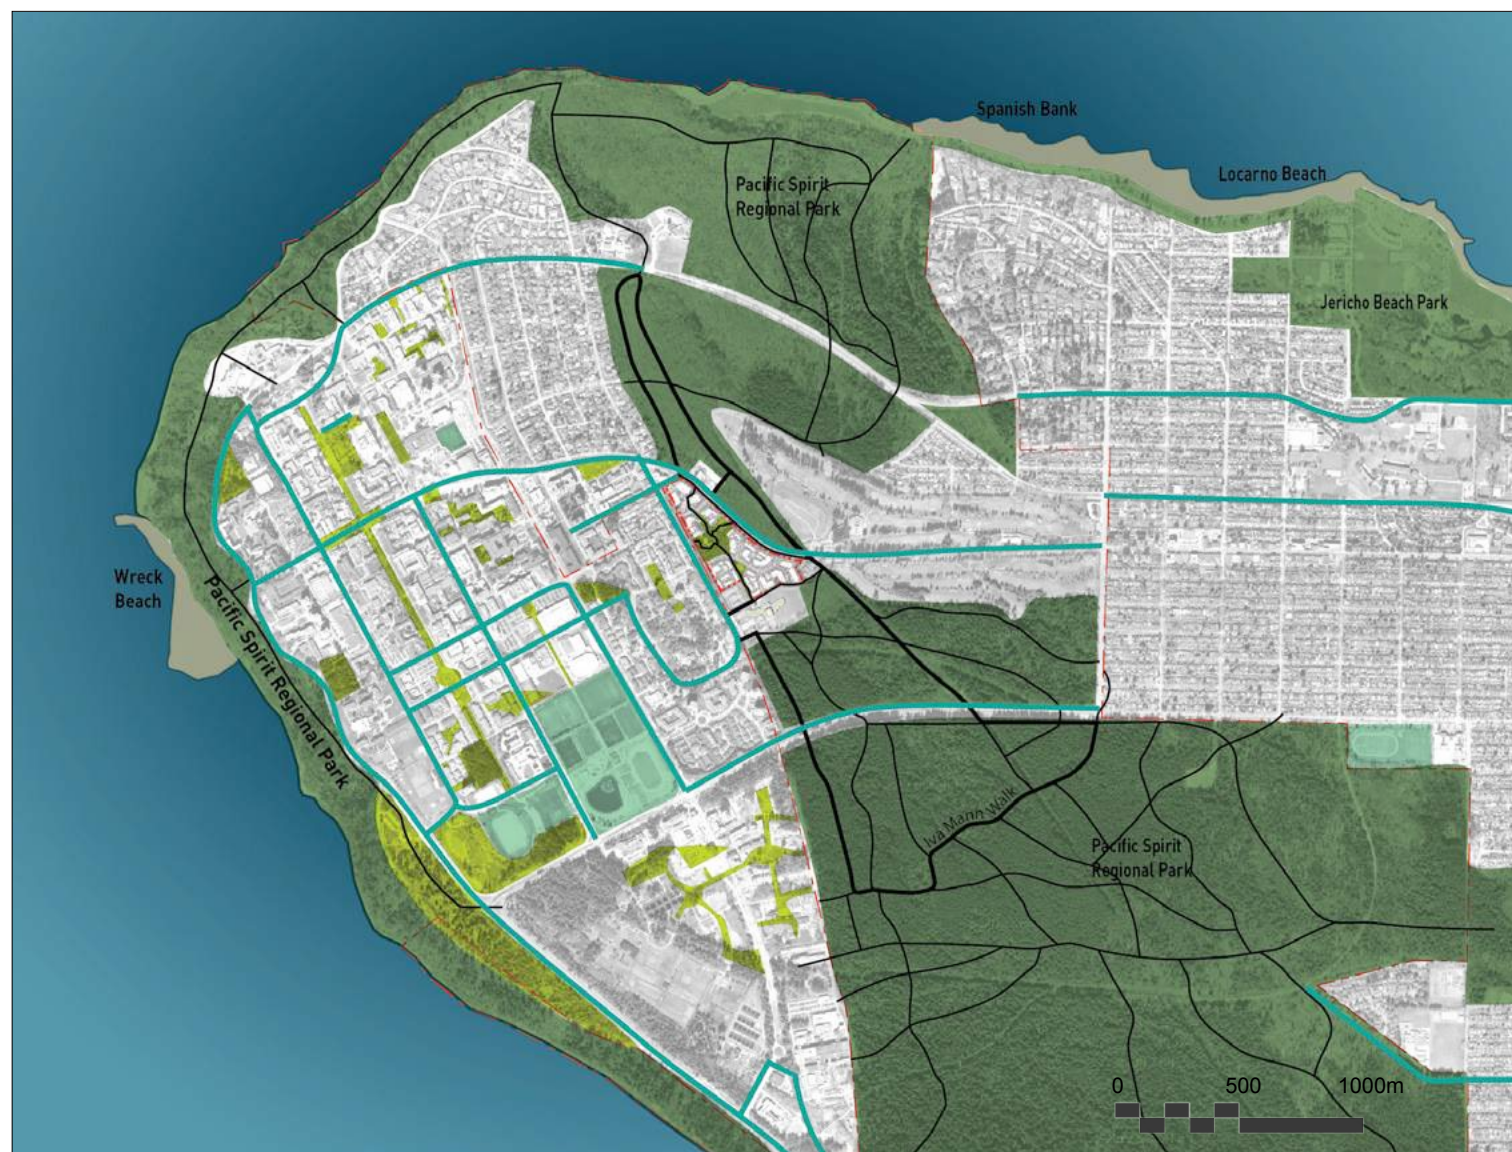 Spanish Bank
Locarno Beach
Pacific Spirit
Regional Park
Jericho Beach Park
Wreck
Beach
Pacific Spirit Regional Park
Iva Mann Walk
Pacific Spirit
Regional Park
0 500 1000m